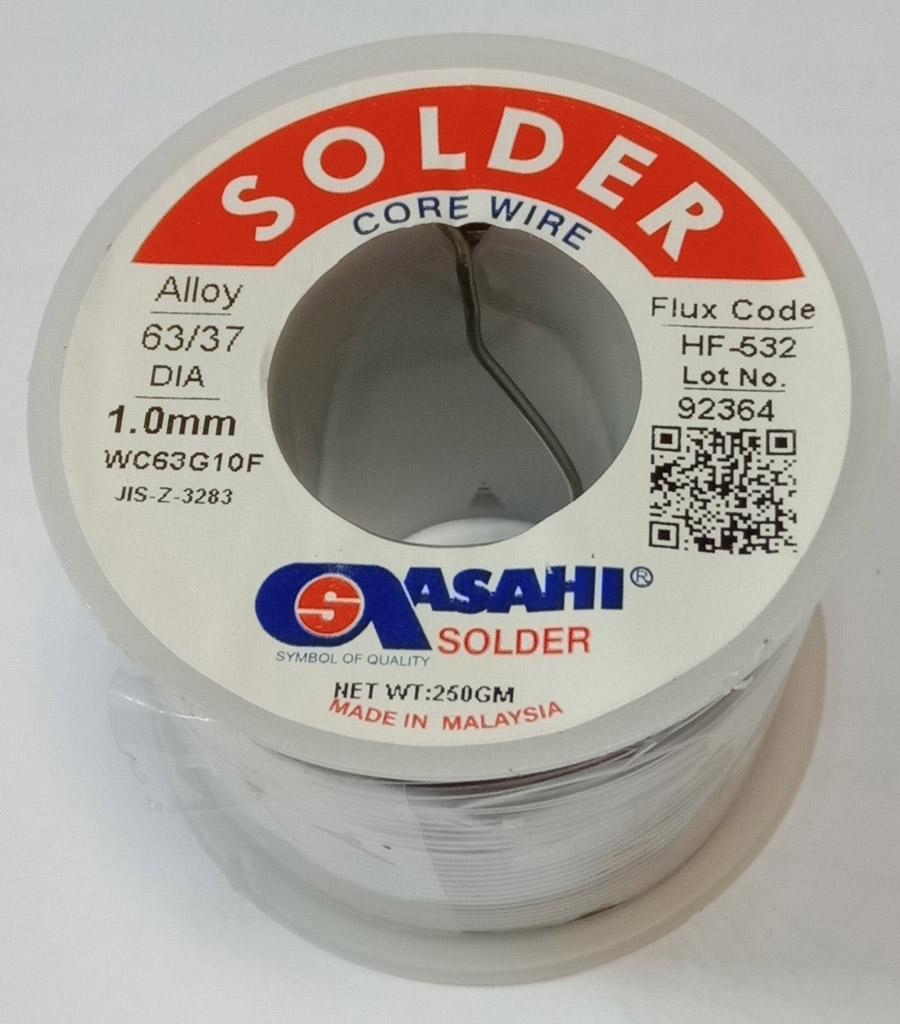 SOLDER
CORE WIRE
Alloy
63/37
DIA
1.0mm
WC63G10F
JIS-Z-3283
Flux Code
HF-532
Lot No.
92364
S
ASAHI®
SOLDER
SYMBOL OF QUALITY
NET WT:250GM
MADE IN MALAYSIA